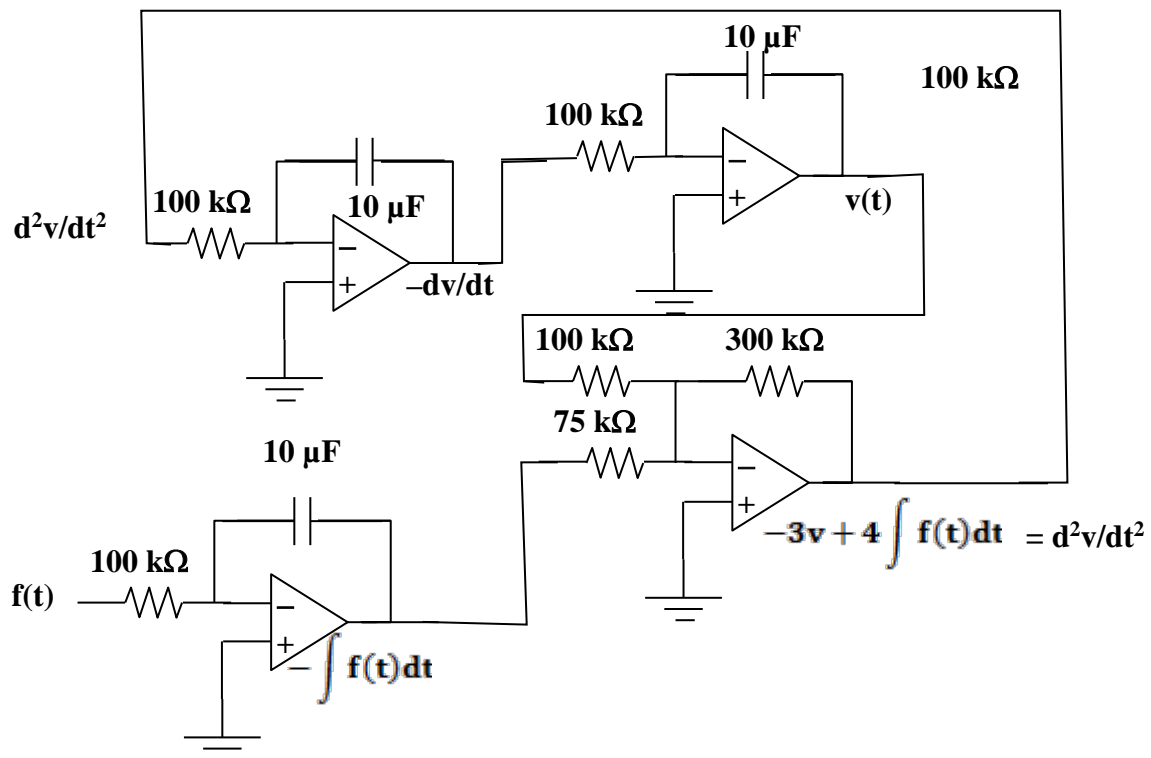 10 µF
100 kΩ
100 kΩ
−
+
v(t)
100 kΩ
10 µF
d²v/dt²
−
+
–dv/dt
100 kΩ
300 kΩ
75 kΩ
−
+
−3v + 4 ∫ f(t)dt = d²v/dt²
10 µF
100 kΩ
f(t)
−
+
− ∫ f(t)dt